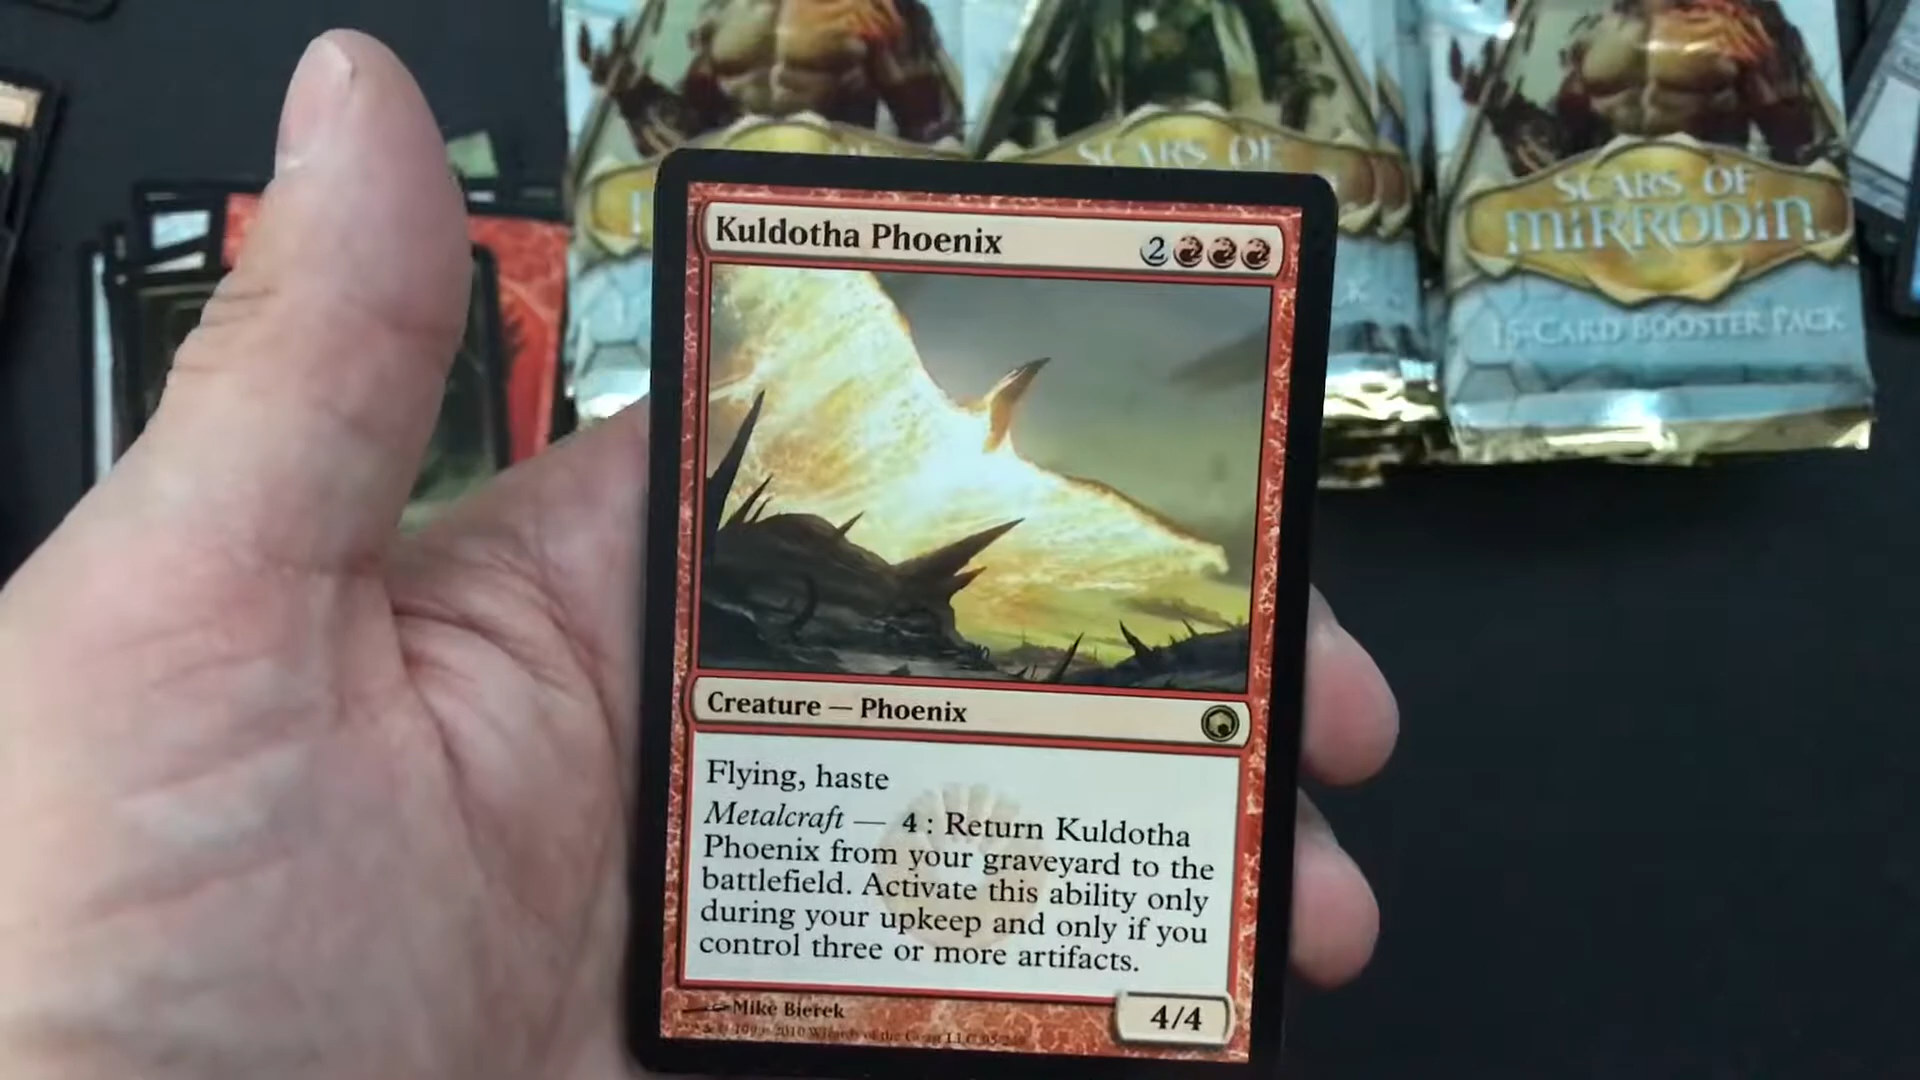 SCARS OF
SCARS OF
MIRRODIN
15-CARD BOOSTER PACK
Kuldotha Phoenix
2
Creature — Phoenix
Flying, haste
Metalcraft — 4 : Return Kuldotha
Phoenix from your graveyard to the
battlefield. Activate this ability only
during your upkeep and only if you
control three or more artifacts.
Mike Bierek
4/4